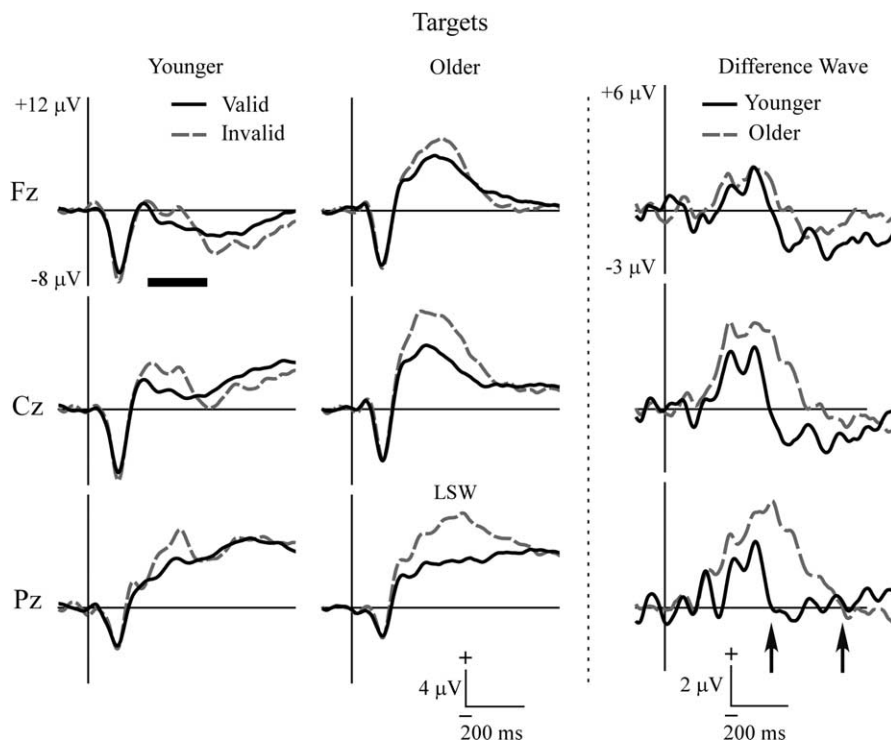 Targets
Younger
Older
Difference Wave
+12 µV
Valid
Invalid
+6 µV
Younger
Older
Fz
-8 µV
-3 µV
Cz
LSW
Pz
+
4 µV
−
200 ms
+
2 µV
−
200 ms